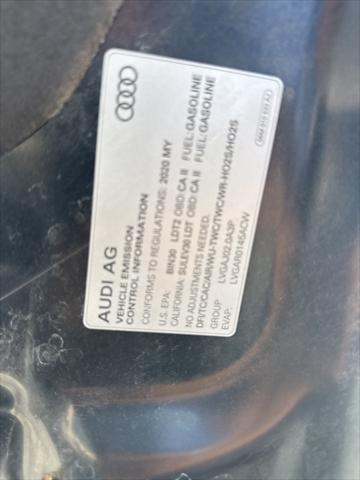 AUDI AG
VEHICLE EMISSION
CONTROL INFORMATION
CONFORMS TO REGULATIONS: 2020 MY
U.S. EPA: BIN30 LDT2 OBD: CA II FUEL: GASOLINE
CALIFORNIA: SULEV30 LDT OBD: CA II FUEL: GASOLINE
NO ADJUSTMENTS NEEDED.
DFI/TC/CAC/AIR/WU-TWC/TWC/WR-HO2S/HO2S
GROUP: LVGAJ02.0A3P
EVAP: LVGAR0145ACW